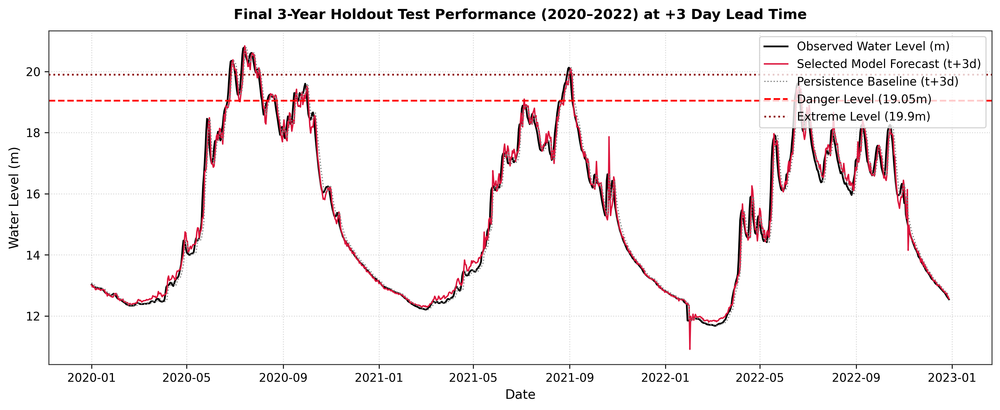 Final 3-Year Holdout Test Performance (2020–2022) at +3 Day Lead Time
Observed Water Level (m)
Selected Model Forecast (t+3d)
Persistence Baseline (t+3d)
Danger Level (19.05m)
Extreme Level (19.9m)
Water Level (m)
20
18
16
14
12
2020-01 2020-05 2020-09 2021-01 2021-05 2021-09 2022-01 2022-05 2022-09 2023-01
Date